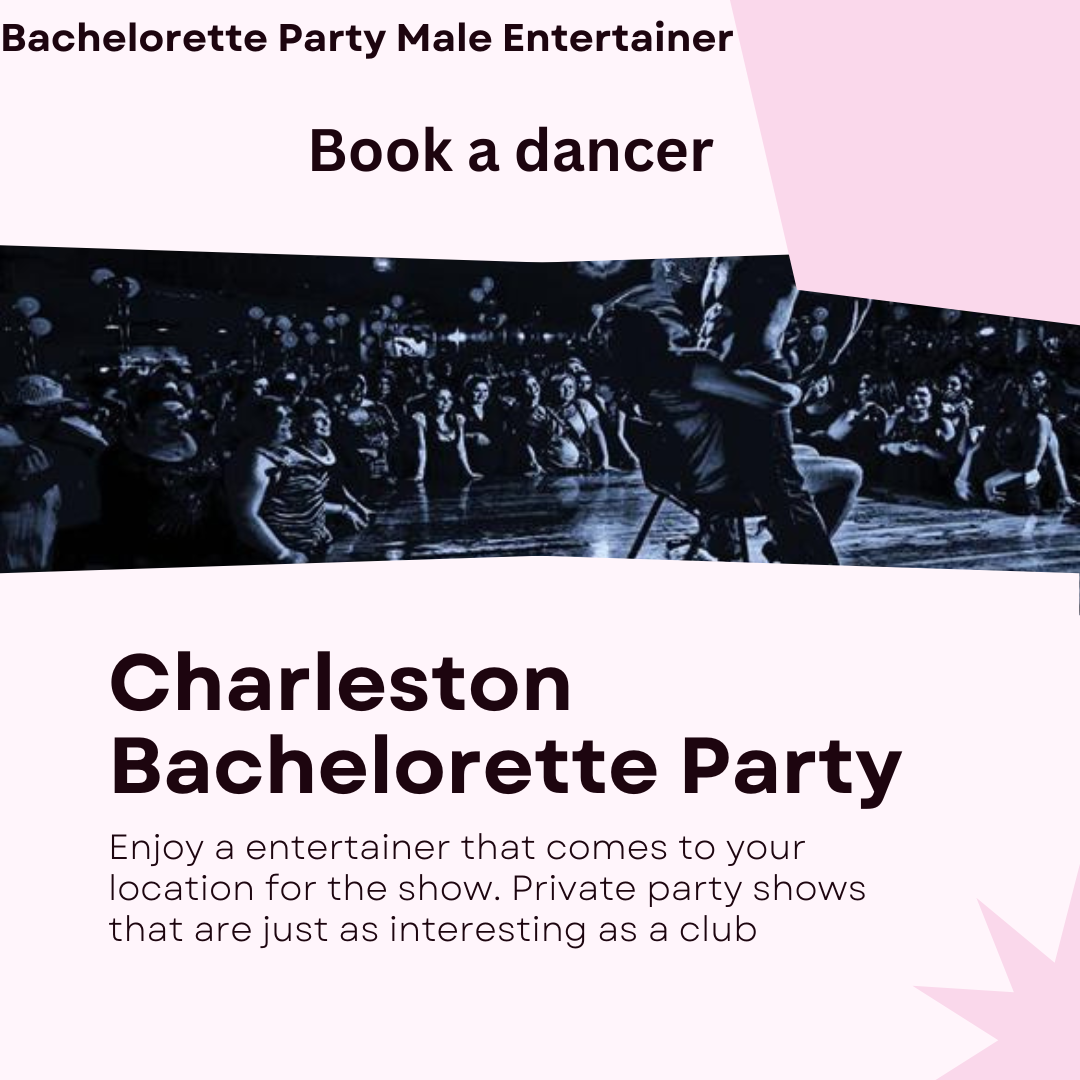 Bachelorette Party Male Entertainer
Book a dancer
Charleston
Bachelorette Party
Enjoy a entertainer that comes to your
location for the show. Private party shows
that are just as interesting as a club